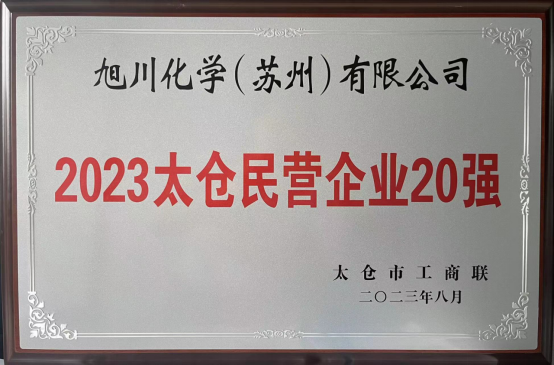 旭川化学(苏州)有限公司
2023太仓民营企业20强
太仓市工商联
二〇二三年八月